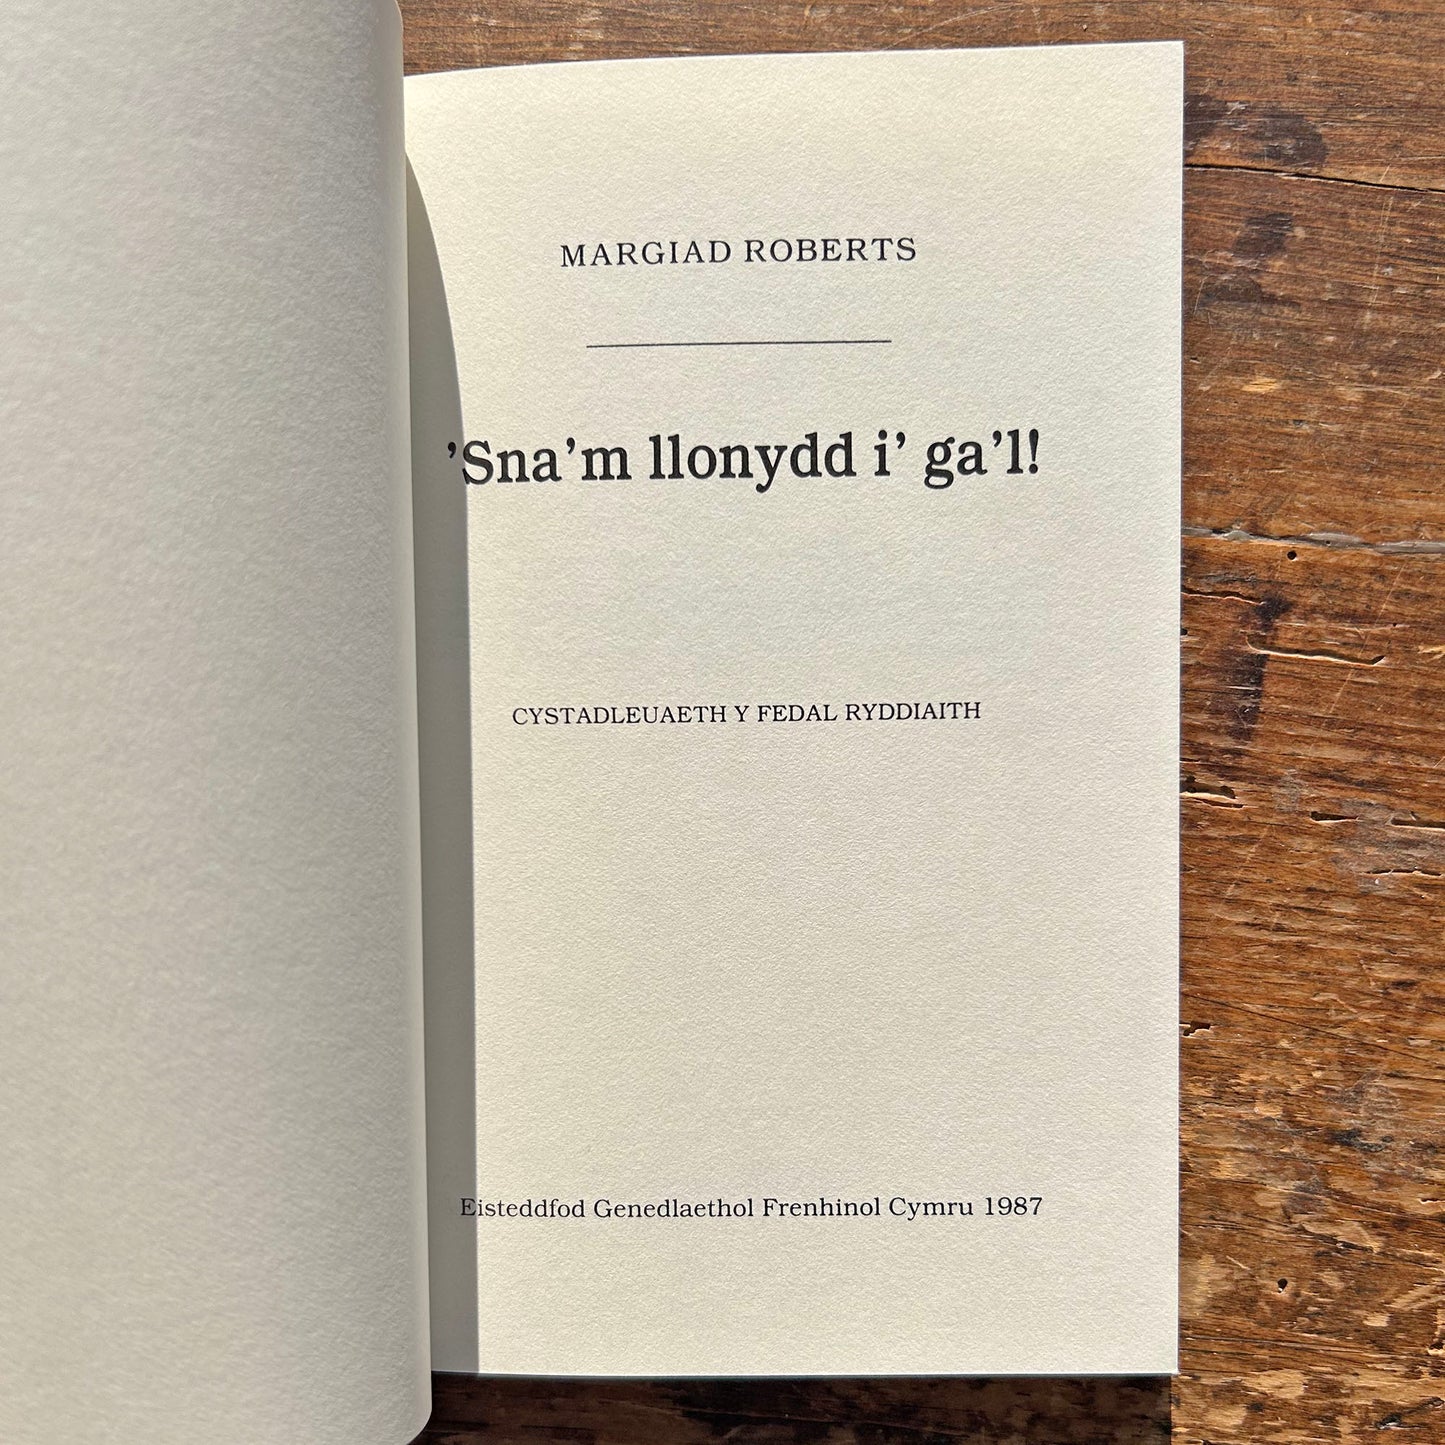 MARGIAD ROBERTS
’Sna’m llonydd i’ ga’l!
CYSTADLEUAETH Y FEDAL RYDDIAITH
Eisteddfod Genedlaethol Frenhinol Cymru 1987